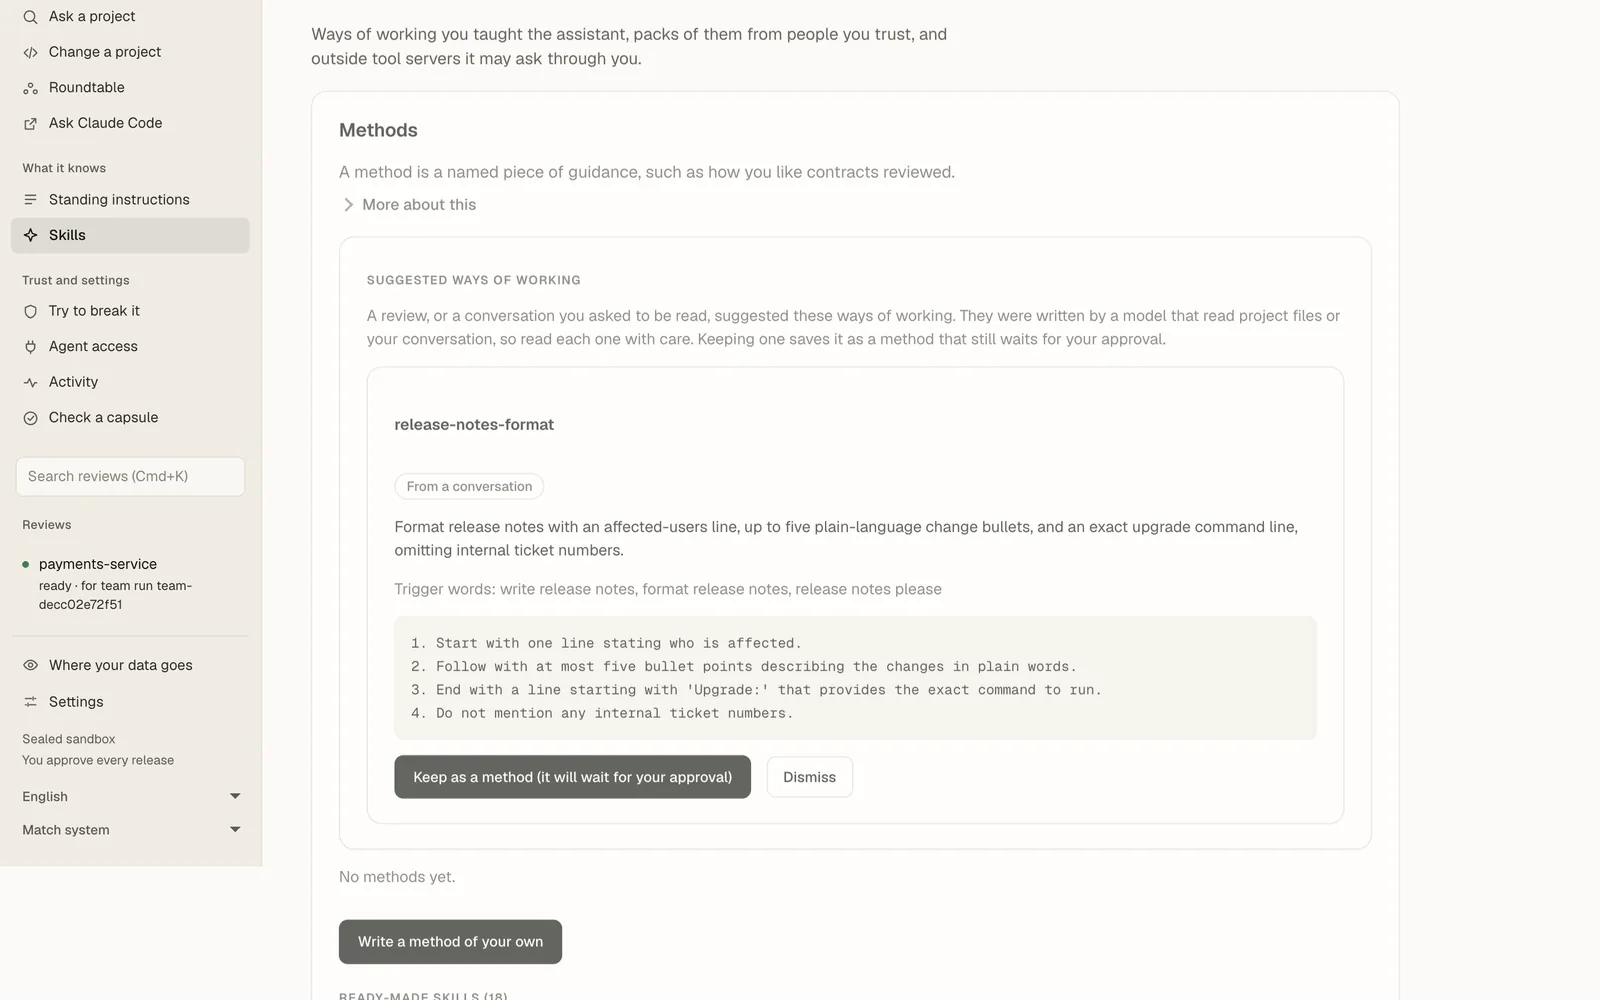 Ask a project
Change a project
Roundtable
Ask Claude Code
What it knows
Standing instructions
Skills
Trust and settings
Try to break it
Agent access
Activity
Check a capsule
Search reviews (Cmd+K)
Reviews
payments-service
ready · for team run team-
decc02e72f51
Where your data goes
Settings
Sealed sandbox
You approve every release
English
Match system
Ways of working you taught the assistant, packs of them from people you trust, and
outside tool servers it may ask through you.
Methods
A method is a named piece of guidance, such as how you like contracts reviewed.
More about this
SUGGESTED WAYS OF WORKING
A review, or a conversation you asked to be read, suggested these ways of working. They were written by a model that read project files or
your conversation, so read each one with care. Keeping one saves it as a method that still waits for your approval.
release-notes-format
From a conversation
Format release notes with an affected-users line, up to five plain-language change bullets, and an exact upgrade command line,
omitting internal ticket numbers.
Trigger words: write release notes, format release notes, release notes please
1. Start with one line stating who is affected.
2. Follow with at most five bullet points describing the changes in plain words.
3. End with a line starting with 'Upgrade:' that provides the exact command to run.
4. Do not mention any internal ticket numbers.
Keep as a method (it will wait for your approval)
Dismiss
No methods yet.
Write a method of your own
READY-MADE SKILLS (18)